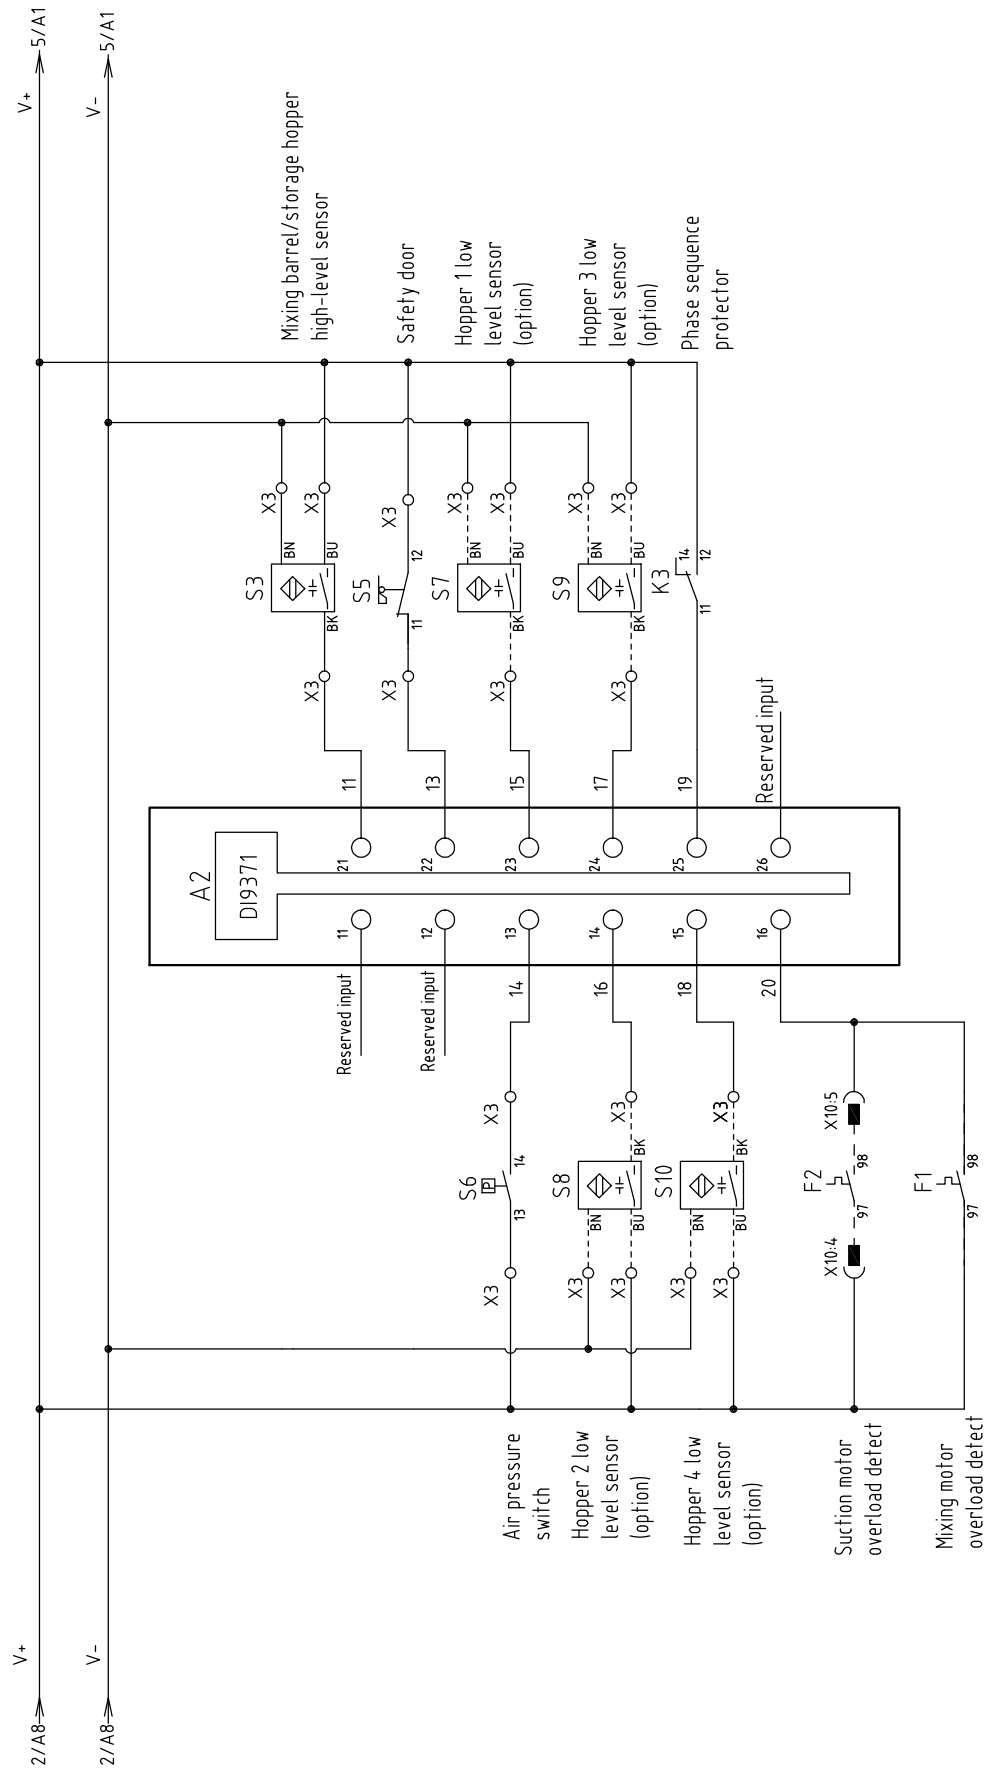 V+
V+
2/A8
5/A1
V-
V-
2/A8
5/A1
A2
DI9371
S3
X3
BN
X3
X3
BK
BU
Mixing barrel/storage hopper
high-level sensor
Reserved input
11
21
11
S5
X3
11
12
X3
Safety door
Reserved input
12
22
13
Air pressure
switch
X3
S6
P
13
14
X3
14
13
23
15
X3
S7
BK
BN
BU
X3
X3
Hopper 1 low
level sensor
(option)
Hopper 2 low
level sensor
(option)
X3
X3
S8
BN
BU
BK
X3
16
14
24
17
X3
S9
BK
BN
BU
X3
X3
Hopper 3 low
level sensor
(option)
Hopper 4 low
level sensor
(option)
X3
X3
S10
BN
BU
BK
X3
18
15
25
19
K3
11
14
12
Phase sequence
protector
20
16
26
Reserved input
Suction motor
overload detect
X10:4
F2
97
98
X10:5
Mixing motor
overload detect
F1
97
98